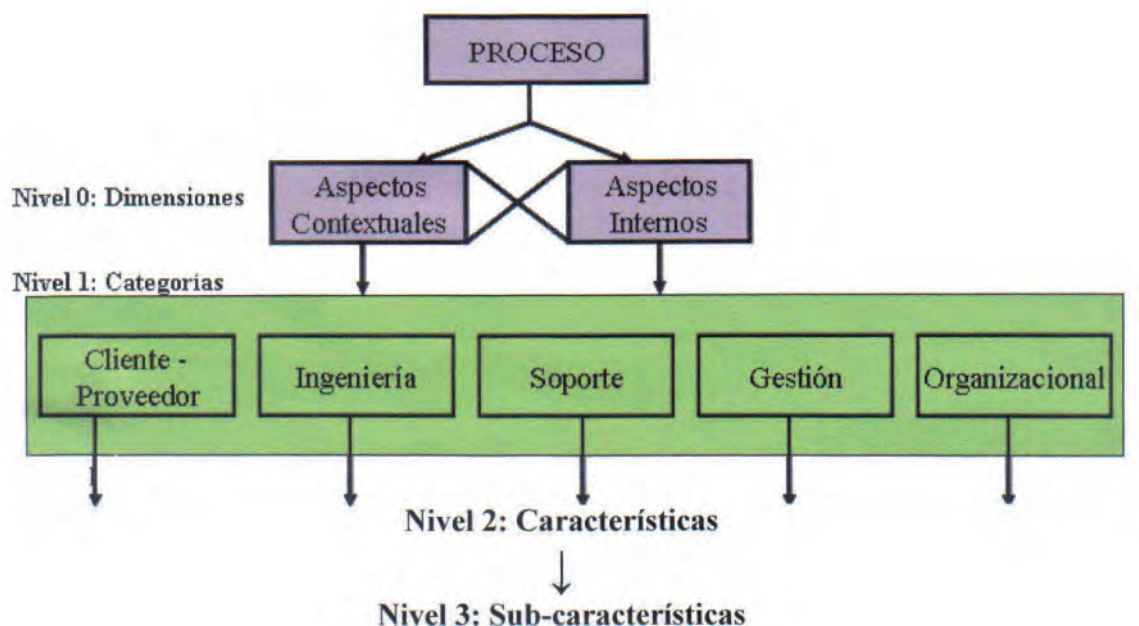 PROCESO
Nivel 0: Dimensiones
Aspectos
Contextuales
Aspectos
Internos
Nivel 1: Categorías
Cliente -
Proveedor
Ingeniería
Soporte
Gestión
Organizacional
Nivel 2: Características
Nivel 3: Sub-características